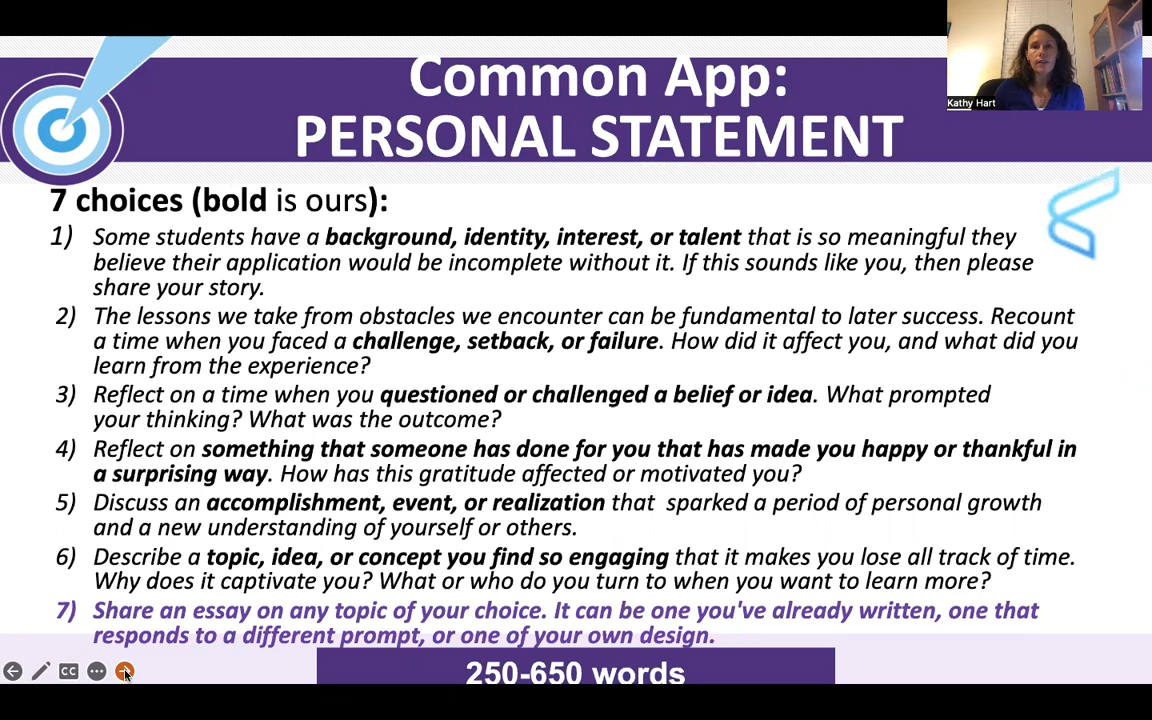 Common App:
PERSONAL STATEMENT
Kathy Hart
7 choices (bold is ours):
1) Some students have a background, identity, interest, or talent that is so meaningful they
believe their application would be incomplete without it. If this sounds like you, then please
share your story.
2) The lessons we take from obstacles we encounter can be fundamental to later success. Recount
a time when you faced a challenge, setback, or failure. How did it affect you, and what did you
learn from the experience?
3) Reflect on a time when you questioned or challenged a belief or idea. What prompted
your thinking? What was the outcome?
4) Reflect on something that someone has done for you that has made you happy or thankful in
a surprising way. How has this gratitude affected or motivated you?
5) Discuss an accomplishment, event, or realization that sparked a period of personal growth
and a new understanding of yourself or others.
6) Describe a topic, idea, or concept you find so engaging that it makes you lose all track of time.
Why does it captivate you? What or who do you turn to when you want to learn more?
7) Share an essay on any topic of your choice. It can be one you've already written, one that
responds to a different prompt, or one of your own design.
CC
250-650 words